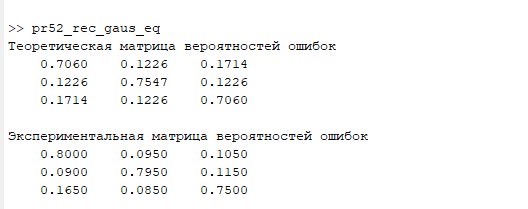 >> pr52_rec_gaus_eq
Теоретическая матрица вероятностей ошибок
0.7060 0.1226 0.1714
0.1226 0.7547 0.1226
0.1714 0.1226 0.7060
Экспериментальная матрица вероятностей ошибок
0.8000 0.0950 0.1050
0.0900 0.7950 0.1150
0.1650 0.0850 0.7500